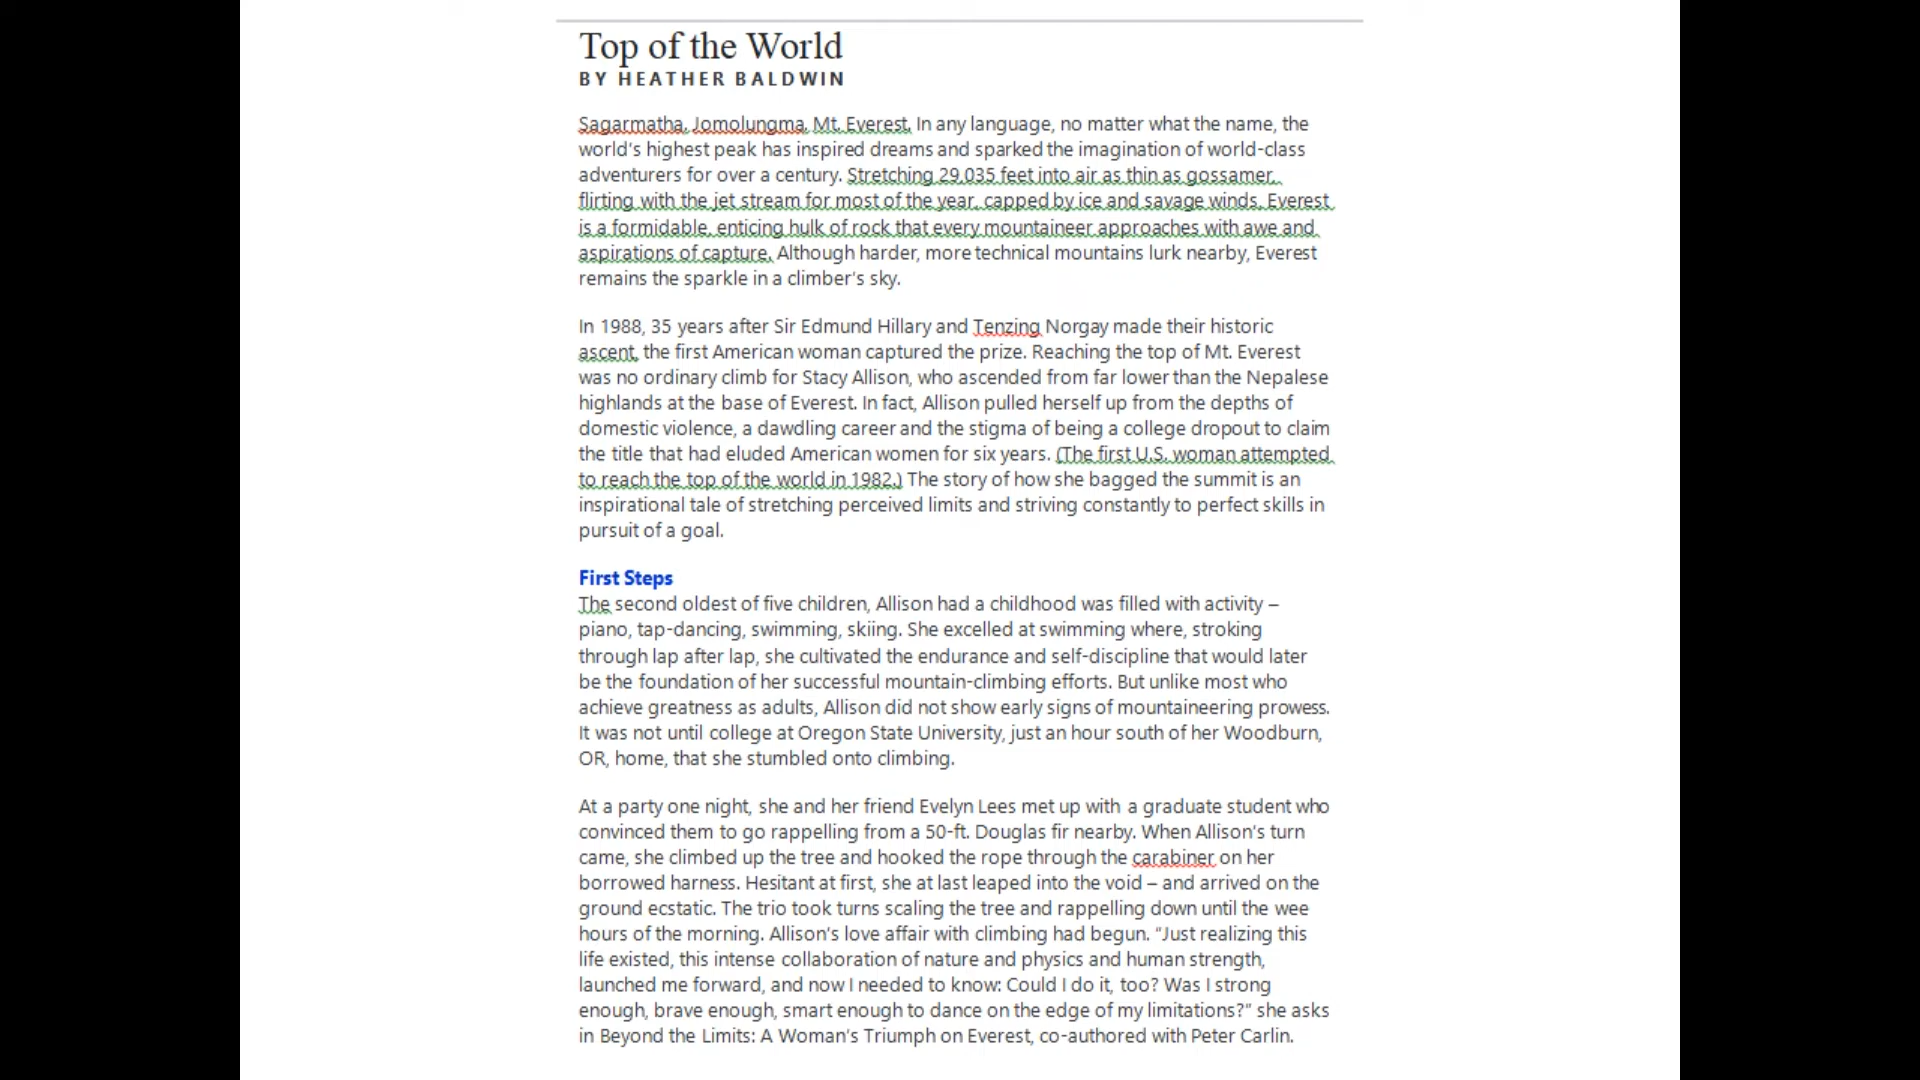 Top of the World
BY HEATHER BALDWIN
Sagarmatha, Jomolungma, Mt. Everest. In any language, no matter what the name, the
world's highest peak has inspired dreams and sparked the imagination of world-class
adventurers for over a century. Stretching 29,035 feet into air as thin as gossamer,
flirting with the jet stream for most of the year, capped by ice and savage winds, Everest
is a formidable, enticing hulk of rock that every mountaineer approaches with awe and
aspirations of capture. Although harder, more technical mountains lurk nearby, Everest
remains the sparkle in a climber's sky.
In 1988, 35 years after Sir Edmund Hillary and Tenzing Norgay made their historic
ascent, the first American woman captured the prize. Reaching the top of Mt. Everest
was no ordinary climb for Stacy Allison, who ascended from far lower than the Nepalese
highlands at the base of Everest. In fact, Allison pulled herself up from the depths of
domestic violence, a dawdling career and the stigma of being a college dropout to claim
the title that had eluded American women for six years. (The first U.S. woman attempted
to reach the top of the world in 1982.) The story of how she bagged the summit is an
inspirational tale of stretching perceived limits and striving constantly to perfect skills in
pursuit of a goal.
First Steps
The second oldest of five children, Allison had a childhood was filled with activity –
piano, tap-dancing, swimming, skiing. She excelled at swimming where, stroking
through lap after lap, she cultivated the endurance and self-discipline that would later
be the foundation of her successful mountain-climbing efforts. But unlike most who
achieve greatness as adults, Allison did not show early signs of mountaineering prowess.
It was not until college at Oregon State University, just an hour south of her Woodburn,
OR, home, that she stumbled onto climbing.
At a party one night, she and her friend Evelyn Lees met up with a graduate student who
convinced them to go rappelling from a 50-ft. Douglas fir nearby. When Allison's turn
came, she climbed up the tree and hooked the rope through the carabiner on her
borrowed harness. Hesitant at first, she at last leaped into the void – and arrived on the
ground ecstatic. The trio took turns scaling the tree and rappelling down until the wee
hours of the morning. Allison's love affair with climbing had begun. “Just realizing this
life existed, this intense collaboration of nature and physics and human strength,
launched me forward, and now I needed to know: Could I do it, too? Was I strong
enough, brave enough, smart enough to dance on the edge of my limitations?” she asks
in Beyond the Limits: A Woman's Triumph on Everest, co-authored with Peter Carlin.